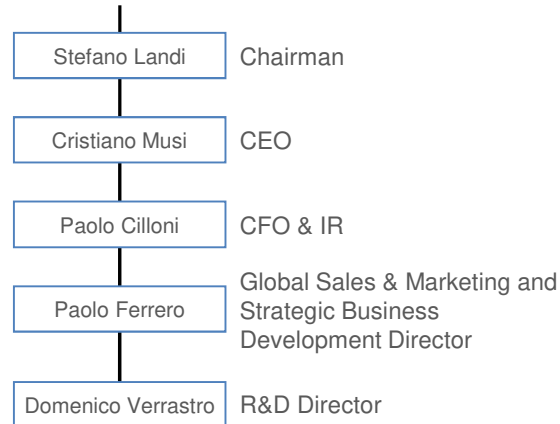 Stefano Landi
Chairman
Cristiano Musi
CEO
Paolo Cilloni
CFO & IR
Paolo Ferrero
Global Sales & Marketing and
Strategic Business
Development Director
Domenico Verrastro
R&D Director